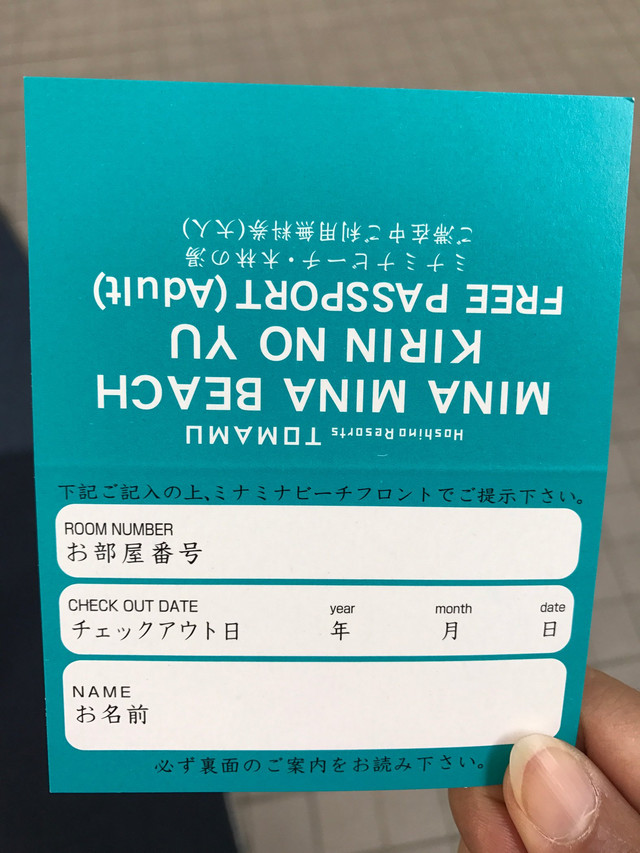 Hoshino Resorts TOMAMU
MINA MINA BEACH
KIRIN NO YU
FREE PASSPORT (Adult)
ミナミナビーチ・木林の湯
ご滞在中ご利用無料券(大人)
下記ご記入の上、ミナミナビーチフロントでご提示下さい。
ROOM NUMBER
お部屋番号
CHECK OUT DATE year month date
チェックアウト日 年 月 日
NAME
お名前
必ず裏面のご案内をお読み下さい。